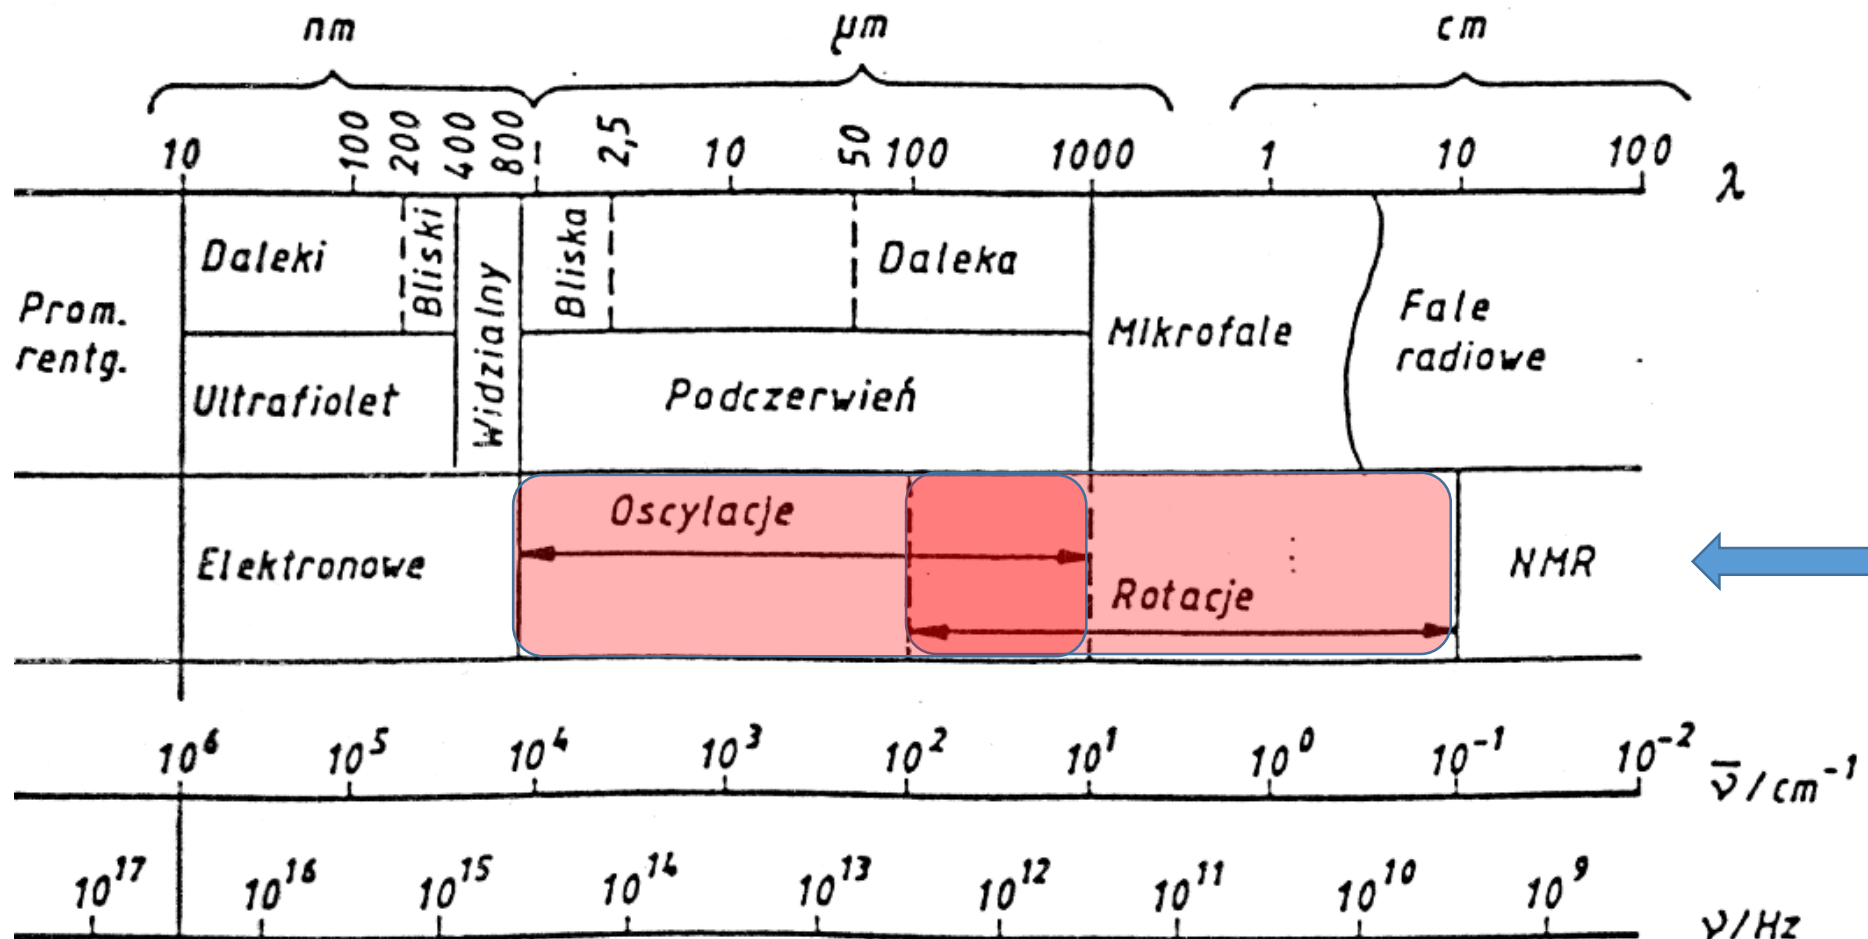 nm μm cm
10 100 200 400 800 1 2,5 10 50 100 1000 1 10 100 λ
Prom.
rentg.
Daleki Bliski
Ultrafiolet
Widzialny
Bliska Daleka
Podczerwień
Mikrofale
Fale
radiowe
Elektronowe
Oscylacje
Rotacje
NMR
10⁶ 10⁵ 10⁴ 10³ 10² 10¹ 10⁰ 10⁻¹ 10⁻² ν̅/cm⁻¹
10¹⁷ 10¹⁶ 10¹⁵ 10¹⁴ 10¹³ 10¹² 10¹¹ 10¹⁰ 10⁹ ν/Hz